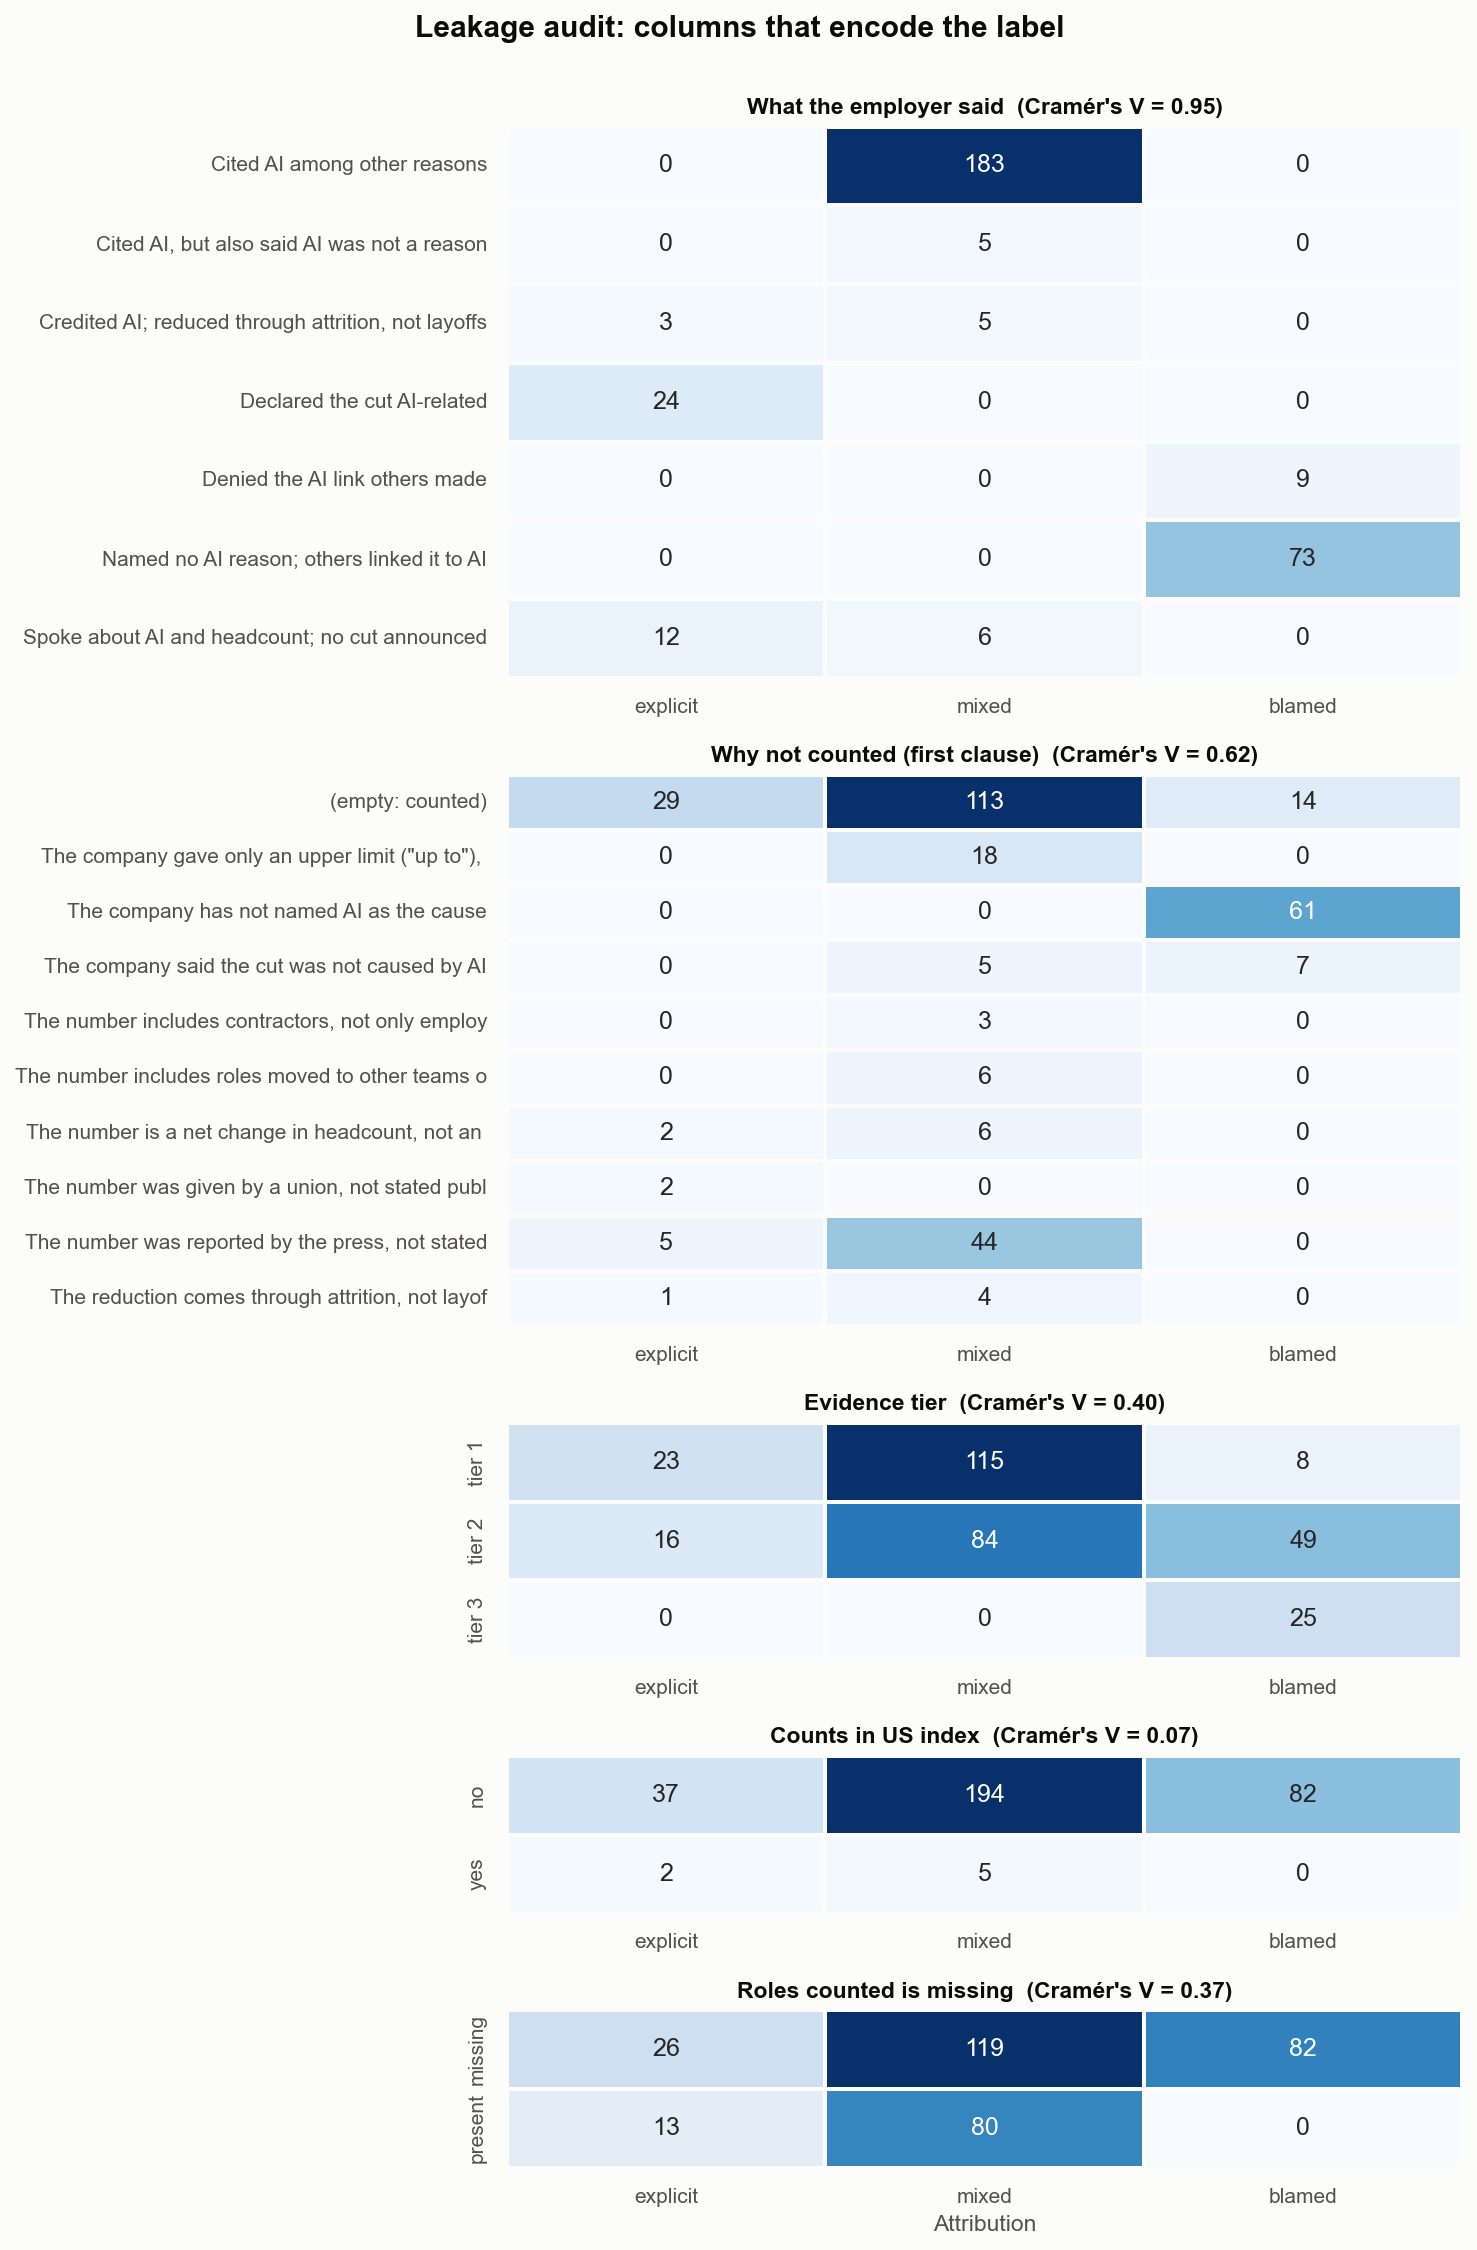 Leakage audit: columns that encode the label
What the employer said (Cramér's V = 0.95)
Cited AI among other reasons 0 183 0
Cited AI, but also said AI was not a reason 0 5 0
Credited AI; reduced through attrition, not layoffs 3 5 0
Declared the cut AI-related 24 0 0
Denied the AI link others made 0 0 9
Named no AI reason; others linked it to AI 0 0 73
Spoke about AI and headcount; no cut announced 12 6 0
explicit mixed blamed
Why not counted (first clause) (Cramér's V = 0.62)
(empty: counted) 29 113 14
The company gave only an upper limit ("up to"), 0 18 0
The company has not named AI as the cause 0 0 61
The company said the cut was not caused by AI 0 5 7
The number includes contractors, not only employ 0 3 0
The number includes roles moved to other teams o 0 6 0
The number is a net change in headcount, not an 2 6 0
The number was given by a union, not stated publ 2 0 0
The number was reported by the press, not stated 5 44 0
The reduction comes through attrition, not layof 1 4 0
explicit mixed blamed
Evidence tier (Cramér's V = 0.40)
tier 1 23 115 8
tier 2 16 84 49
tier 3 0 0 25
explicit mixed blamed
Counts in US index (Cramér's V = 0.07)
no 37 194 82
yes 2 5 0
explicit mixed blamed
Roles counted is missing (Cramér's V = 0.37)
missing 26 119 82
present 13 80 0
explicit mixed blamed
Attribution